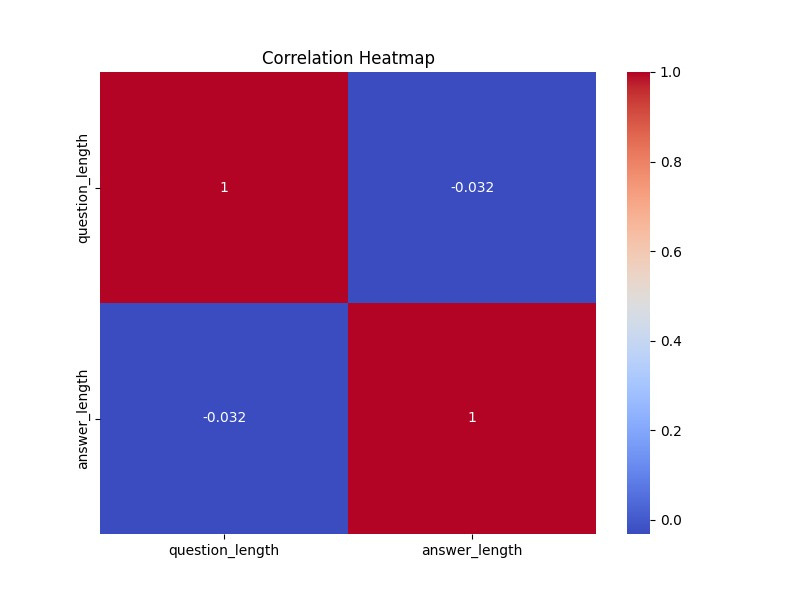 Correlation Heatmap
question_length
answer_length
1
-0.032
-0.032
1
question_length
answer_length
1.0
0.8
0.6
0.4
0.2
0.0